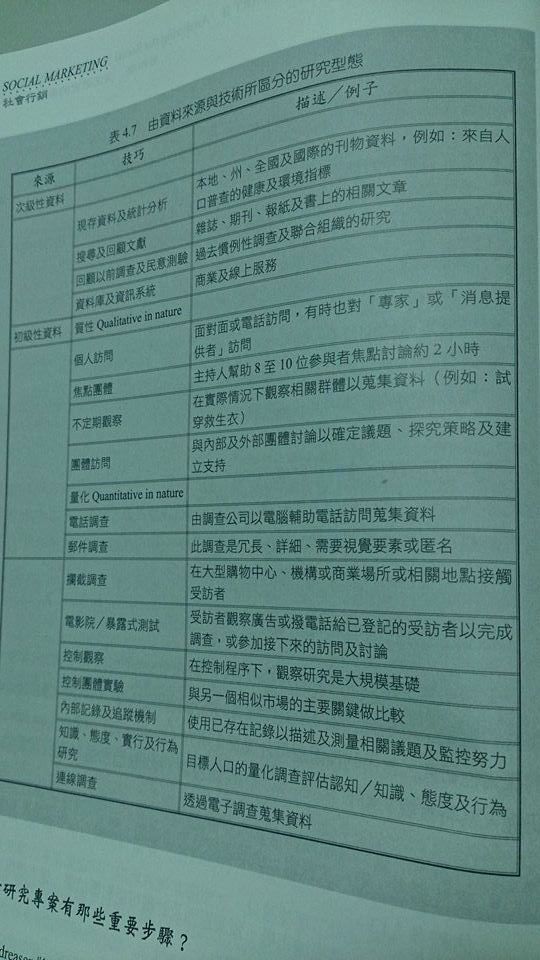 SOCIAL MARKETING
社會行銷
表 4.7 由資料來源與技術所區分的研究型態
來源 技巧 描述／例子
次級性資料
現存資料及統計分析 本地、州、全國及國際的刊物資料，例如：來自人
口普查的健康及環境指標
搜尋及回顧文獻 雜誌、期刊、報紙及書上的相關文章
回顧以前調查及民意測驗 過去慣例性調查及聯合組織的研究
資料庫及資訊系統 商業及線上服務
初級性資料 質性 Qualitative in nature
個人訪問 面對面或電話訪問，有時也對「專家」或「消息提
供者」訪問
焦點團體 主持人幫助 8 至 10 位參與者焦點討論約 2 小時
不定期觀察 在實際情況下觀察相關群體以蒐集資料（例如：試
穿救生衣）
團體訪問 與內部及外部團體討論以確定議題、探究策略及建
立支持
量化 Quantitative in nature
電話調查 由調查公司以電腦輔助電話訪問蒐集資料
郵件調查 此調查是冗長、詳細、需要視覺要素或匿名
攔截調查 在大型購物中心、機構或商業場所或相關地點接觸
受訪者
電影院／暴露式測試 受訪者觀察廣告或撥電話給已登記的受訪者以完成
調查，或參加接下來的訪問及討論
控制觀察 在控制程序下，觀察研究是大規模基礎
控制團體實驗 與另一個相似市場的主要關鍵做比較
內部記錄及追蹤機制 使用已存在記錄以描述及測量相關議題及監控努力
知識、態度、實行及行為
研究 目標人口的量化調查評估認知／知識、態度及行為
連線調查 透過電子調查蒐集資料
研究專案有那些重要步驟？